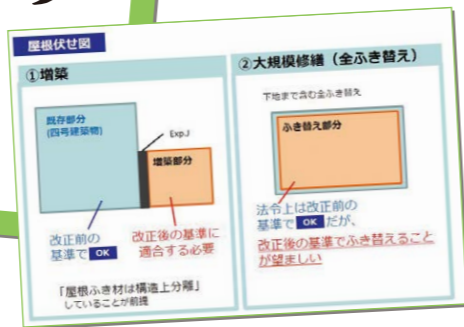 屋根伏せ図
①増築
既存部分
(四号建築物)
Exp.J
増築部分
改正前の
基準で OK
改正後の基準に
適合する必要
「屋根ふき材は構造上分離」
していることが前提
②大規模修繕（全ふき替え）
下地まで含む全ふき替え
ふき替え部分
法令上は改正前の
基準で OK だが、
改正後の基準でふき替えること
が望ましい